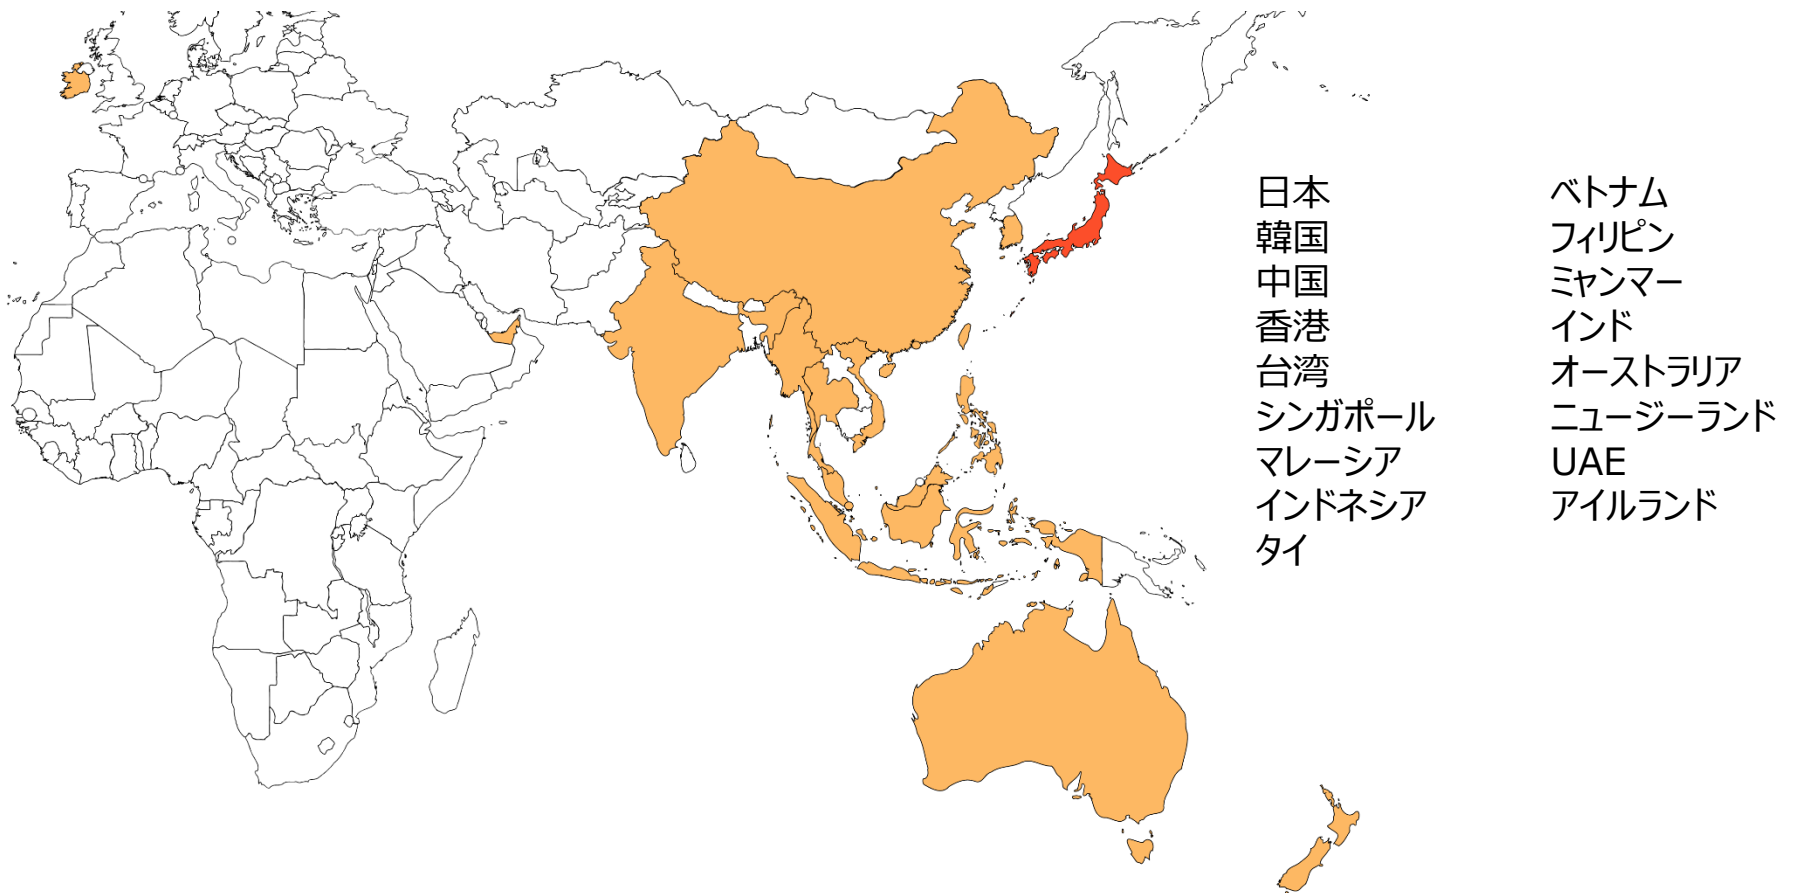 日本
韓国
中国
香港
台湾
シンガポール
マレーシア
インドネシア
タイ
ベトナム
フィリピン
ミャンマー
インド
オーストラリア
ニュージーランド
UAE
アイルランド